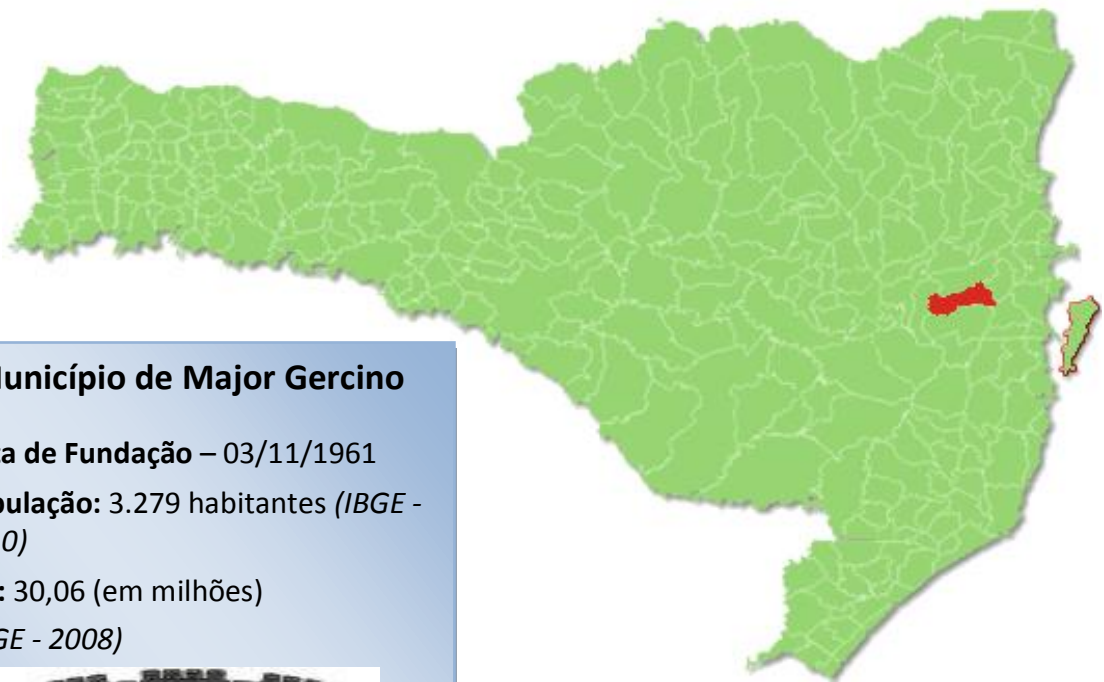 unicípio de Major Gercino
a de Fundação – 03/11/1961
pulação: 3.279 habitantes (IBGE -
0)
: 30,06 (em milhões)
GE - 2008)